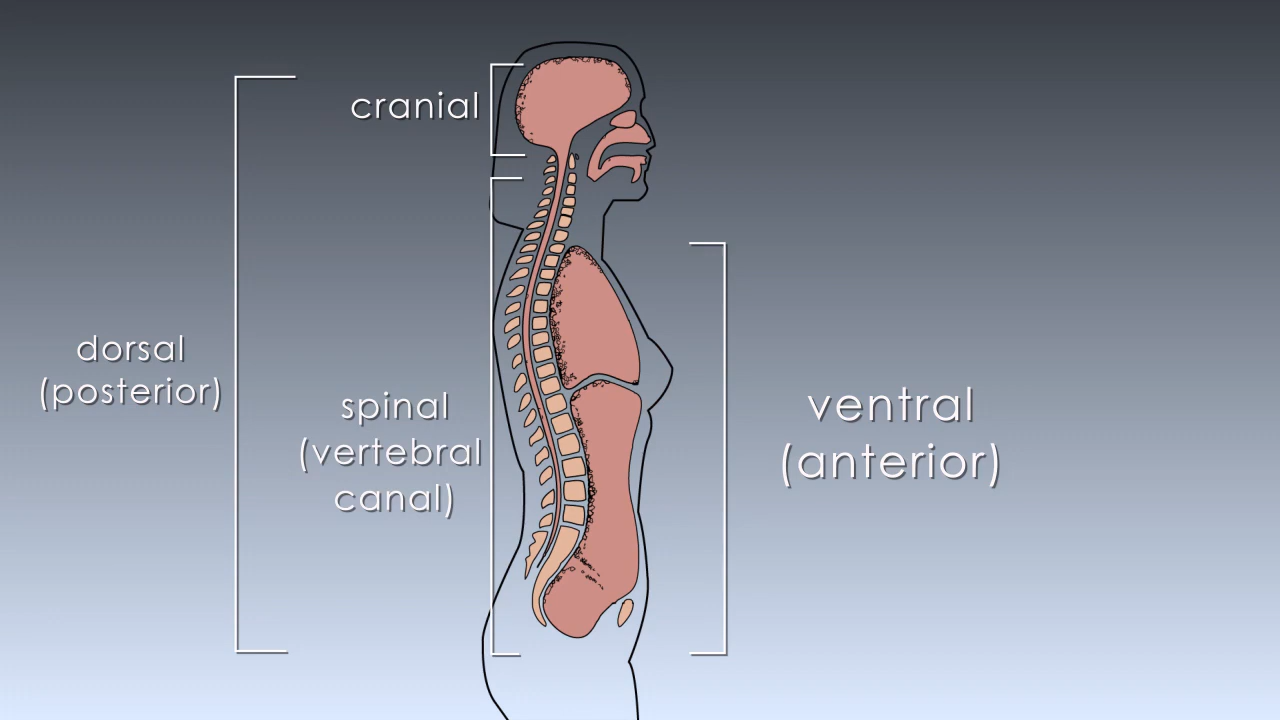 cranial
dorsal
(posterior)
spinal
(vertebral
canal)
ventral
(anterior)